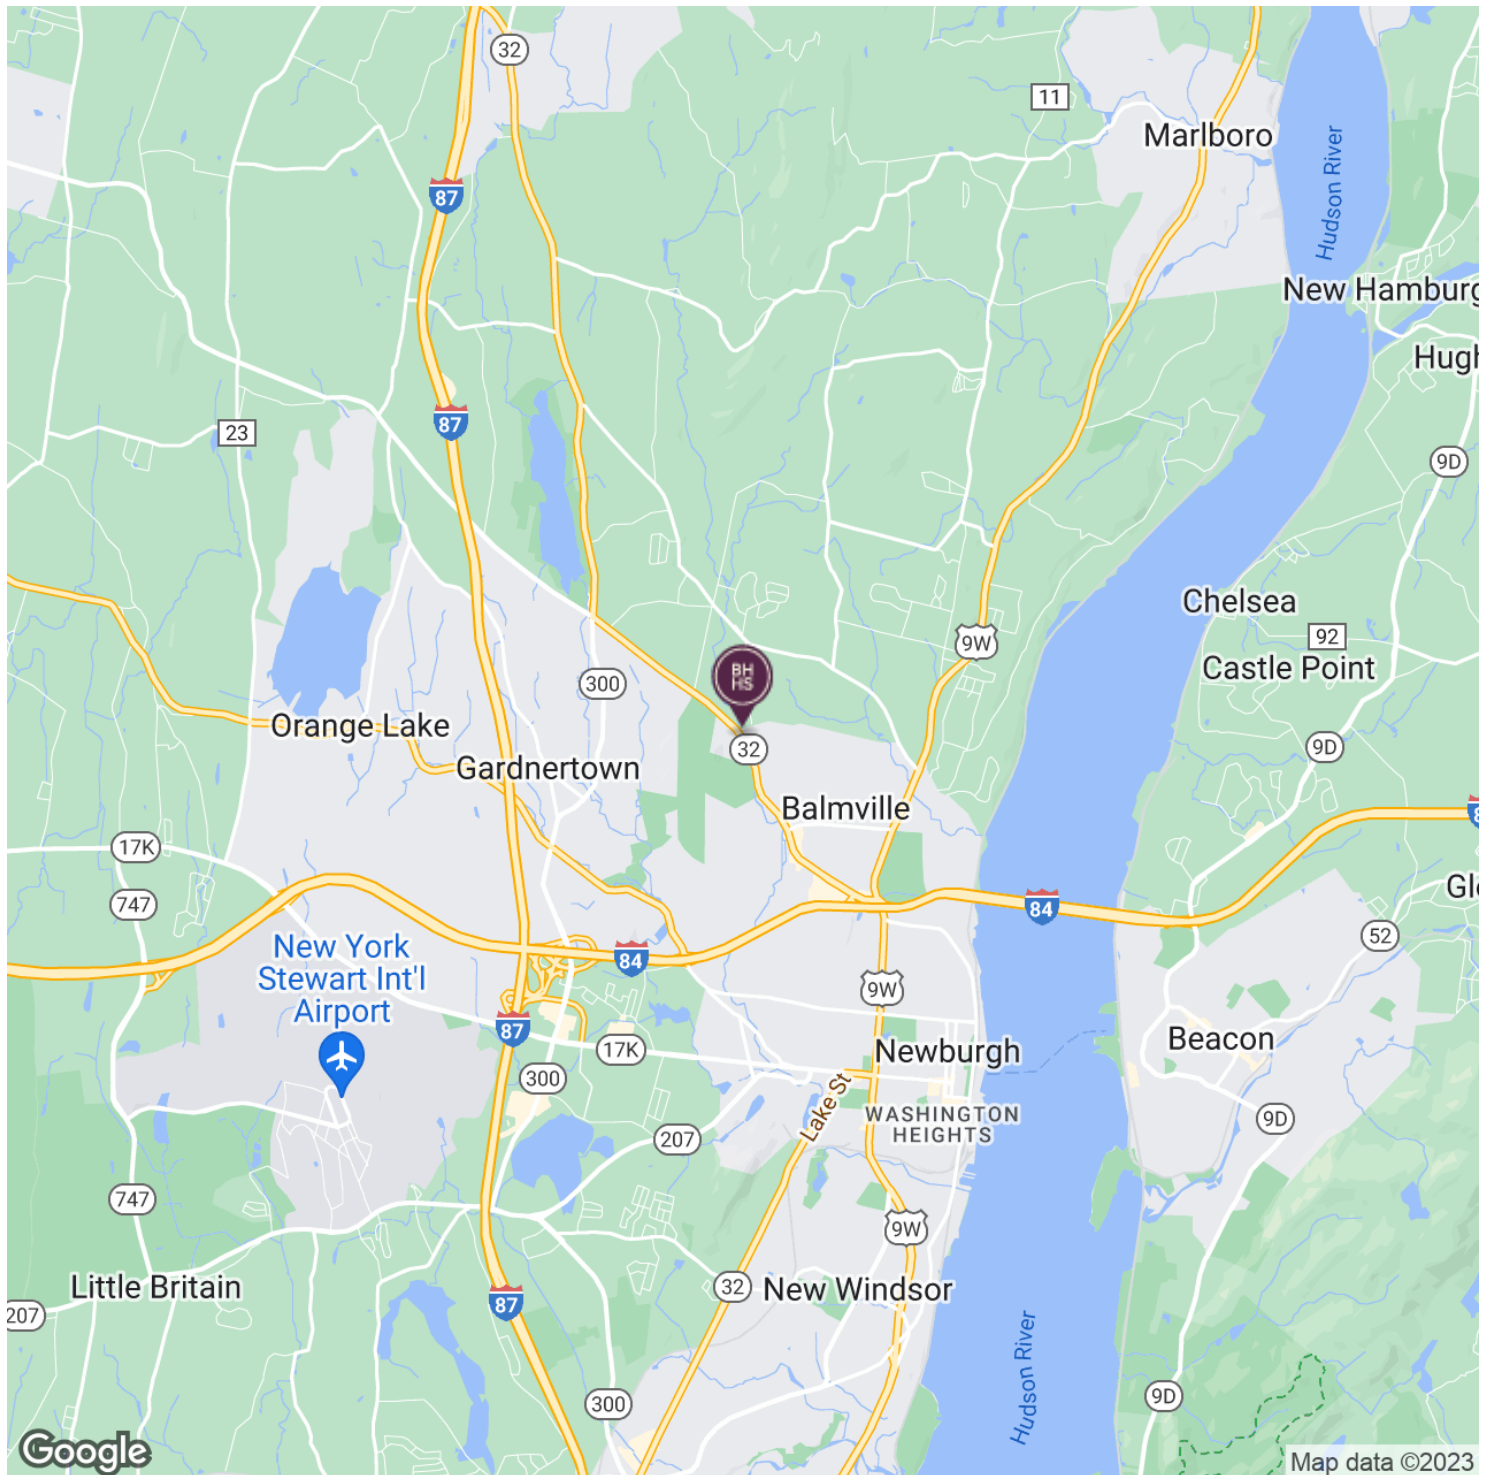 32
11
Marlboro
87
Hudson River
New Hamburg
Hugh
87
23
9D
Chelsea
92
9W
Castle Point
BH
HS
300
Orange Lake
32
9D
Gardnertown
Balmville
17K
747
Gle
84
52
New York
Stewart Int'l
Airport
84
9W
87
17K
Newburgh
Beacon
300
Lake St
WASHINGTON
HEIGHTS
9D
207
747
9W
Little Britain
32
New Windsor
87
207
Hudson River
9D
300
Google
Map data ©2023